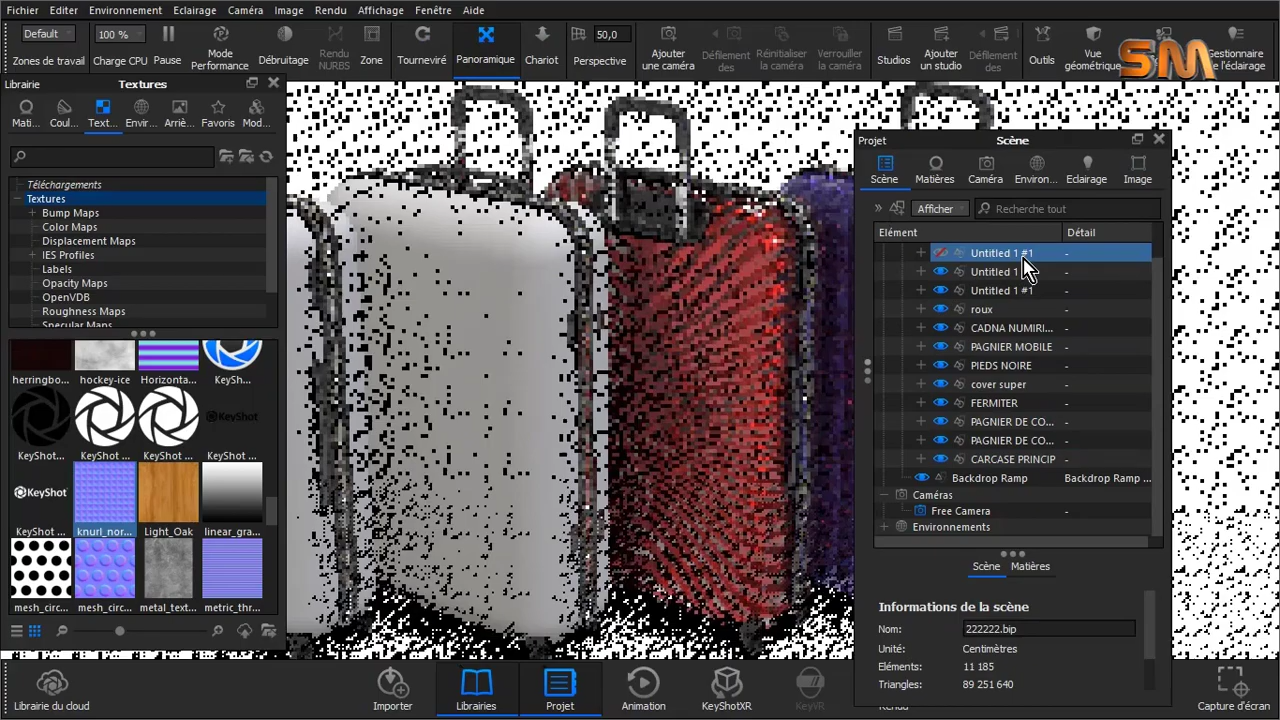 Fichier Editer Environnement Eclairage Caméra Image Rendu Affichage Fenêtre Aide
Default 100 % 50,0
Pause
Mode Performance
Débruitage
Rendu NURBS
Zone
Tourneviré
Panoramique
Chariot
Perspective
Ajouter une caméra
Défilement des
Réinitialiser la caméra
Verrouiller la caméra
Studios
Ajouter un studio
Défilement des
Outils
Vue géométrique
SM
Gestionnaire de l'éclairage
Librairie Textures
Mati... Coul... Text... Envir... Arriè... Favoris Mod...
Téléchargements
Textures
Bump Maps
Color Maps
Displacement Maps
IES Profiles
Labels
Opacity Maps
OpenVDB
Roughness Maps
Specular Maps
herringbo... hockey-ice Horizonta... KeySh...
KeyShot
KeyShot... KeyShot ... KeyShot ... KeyShot ...
KeyShot
KeyShot ... knurl_nor... Light_Oak linear_gra...
mesh_circ... mesh_circ... metal_text... metric_thr...
Projet Scène
Scène Matières Caméra Environ... Eclairage Image
Afficher Recherche tout
Elément Détail
Untitled 1 #1 -
Untitled 1 -
Untitled 1 #1 -
roux -
CADNA NUMIRI... -
PAGNIER MOBILE -
PIEDS NOIRE -
cover super -
FERMITER -
PAGNIER DE CO... -
PAGNIER DE CO... -
CARCASE PRINCIP -
Backdrop Ramp Backdrop Ramp ...
Caméras
Free Camera -
Environnements
Scène Matières
Informations de la scène
Nom: 222222.bip
Unité: Centimètres
Eléments: 11 185
Triangles: 89 251 640
Librairie du cloud
Importer
Librairies
Projet
Animation
KeyShotXR
KeyVR
Rendu
Capture d'écran